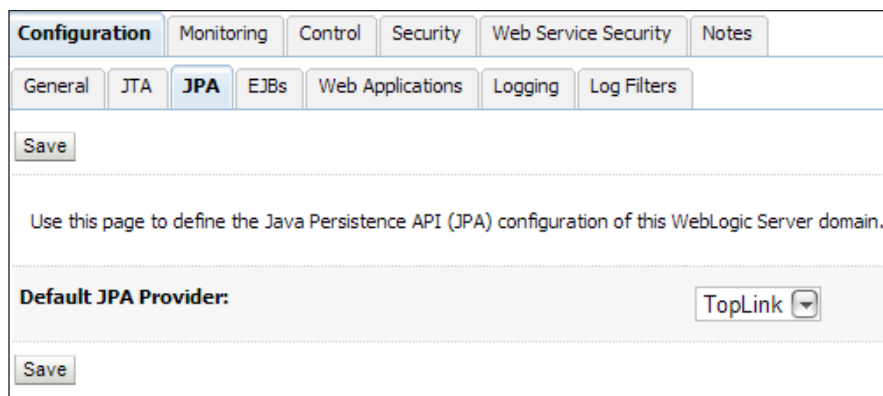 Configuration Monitoring Control Security Web Service Security Notes
General JTA JPA EJBs Web Applications Logging Log Filters
Save
Use this page to define the Java Persistence API (JPA) configuration of this WebLogic Server domain.
Default JPA Provider: TopLink
Save